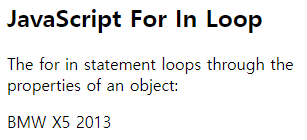 JavaScript For In Loop
The for in statement loops through the
properties of an object:
BMW X5 2013